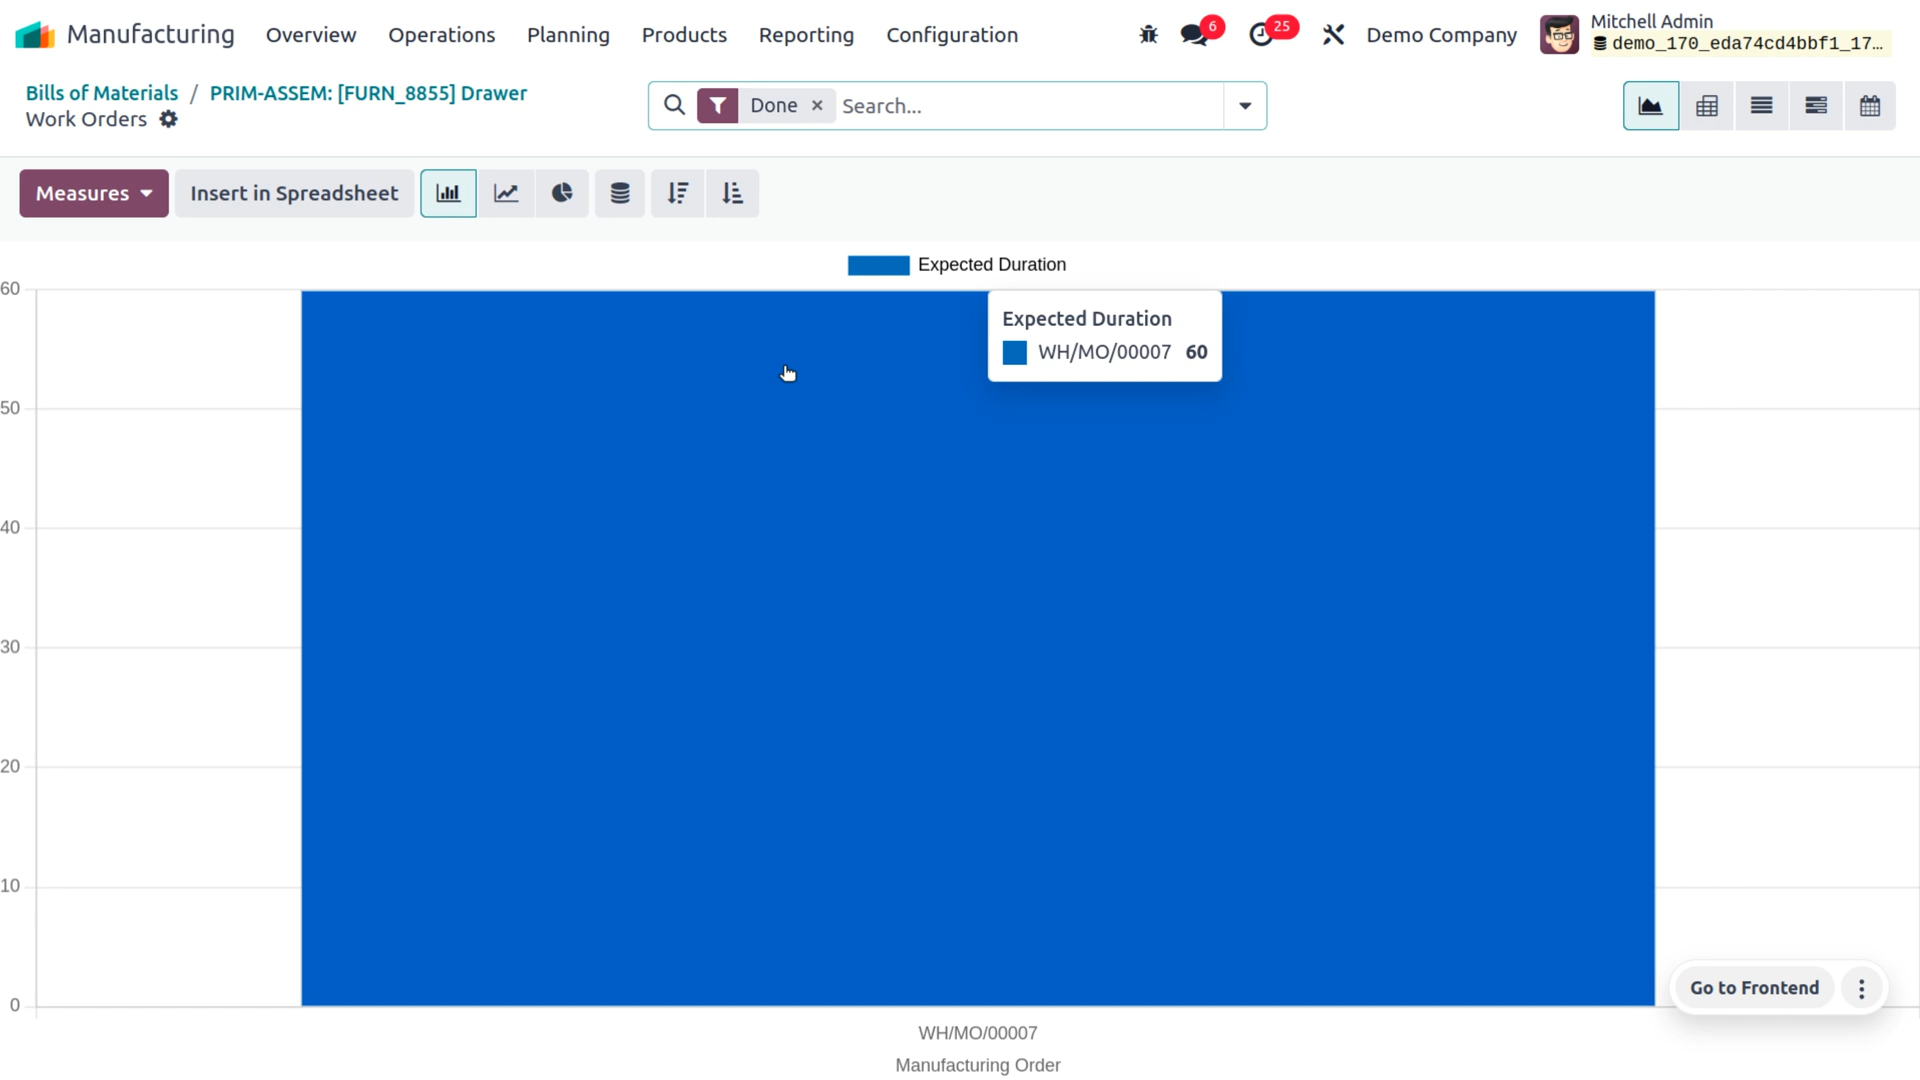 Manufacturing Overview Operations Planning Products Reporting Configuration 6 25 Demo Company Mitchell Admin
demo_170_eda74cd4bbf1_17...
Bills of Materials / PRIM-ASSEM: [FURN_8855] Drawer
Work Orders
Done × Search...
Measures Insert in Spreadsheet
Expected Duration
60
50
40
30
20
10
0
Expected Duration
WH/MO/00007 60
Go to Frontend
WH/MO/00007
Manufacturing Order